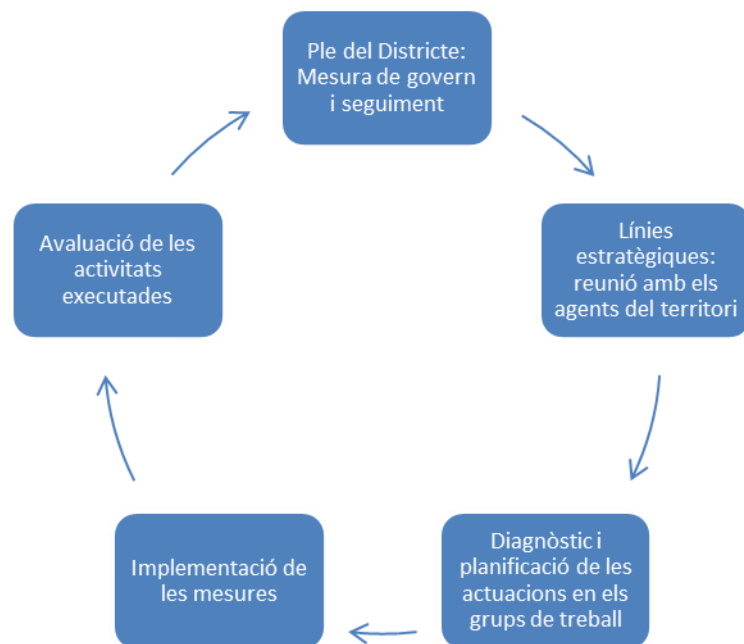 Ple del Districte:
Mesura de govern
i seguiment
Línies
estratègiques:
reunió amb els
agents del territori
Diagnòstic i
planificació de les
actuacions en els
grups de treball
Implementació de
les mesures
Avaluació de les
activitats
executades